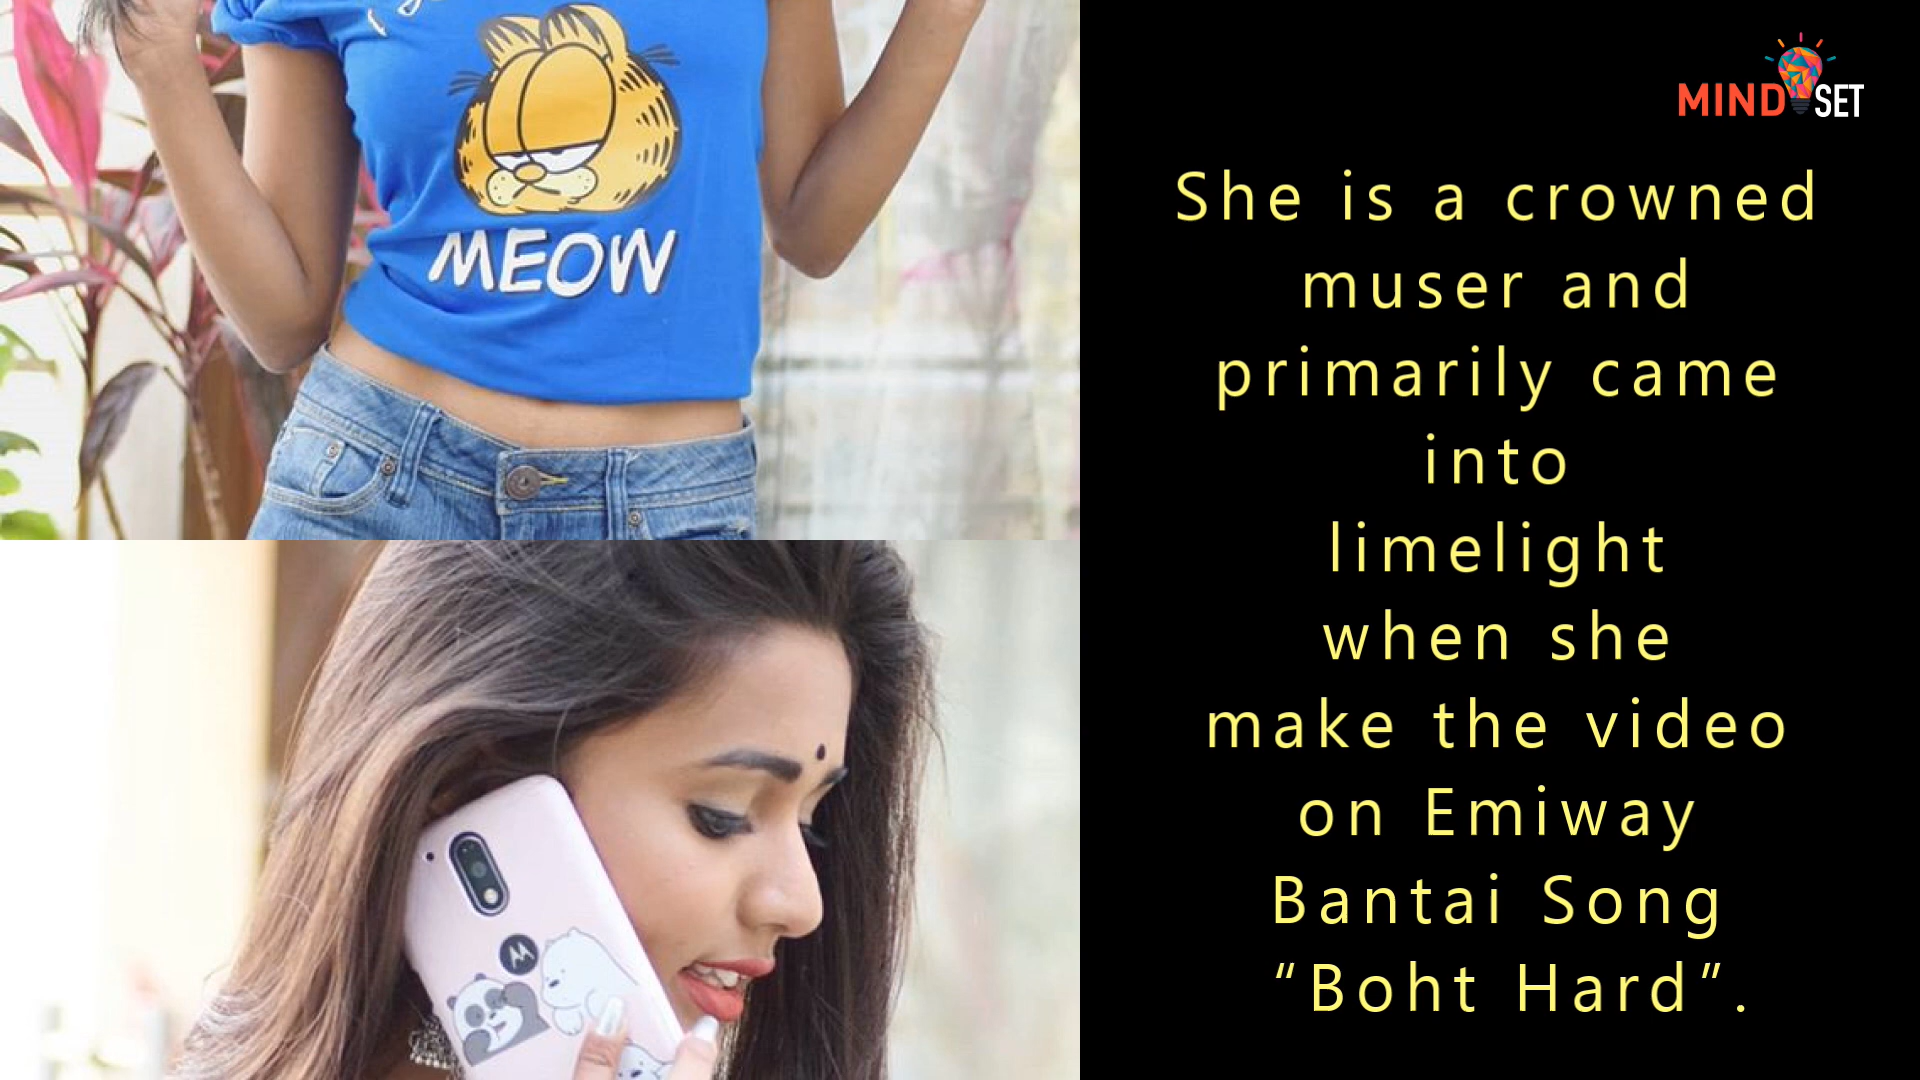 MEOW
MIND SET
She is a crowned
muser and
primarily came
into
limelight
when she
make the video
on Emiway
Bantai Song
“Boht Hard”.